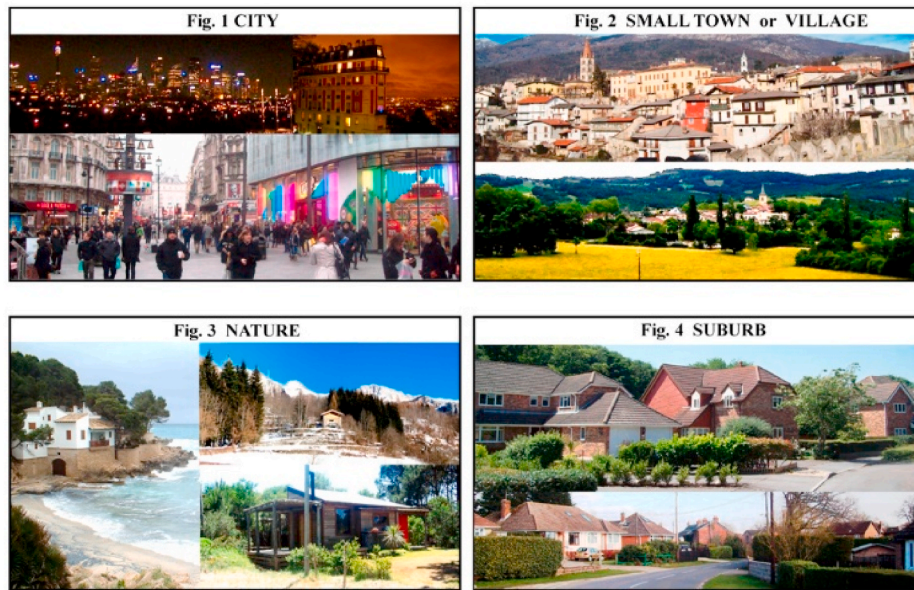 Fig. 1 CITY
Fig. 2 SMALL TOWN or VILLAGE
Fig. 3 NATURE
Fig. 4 SUBURB